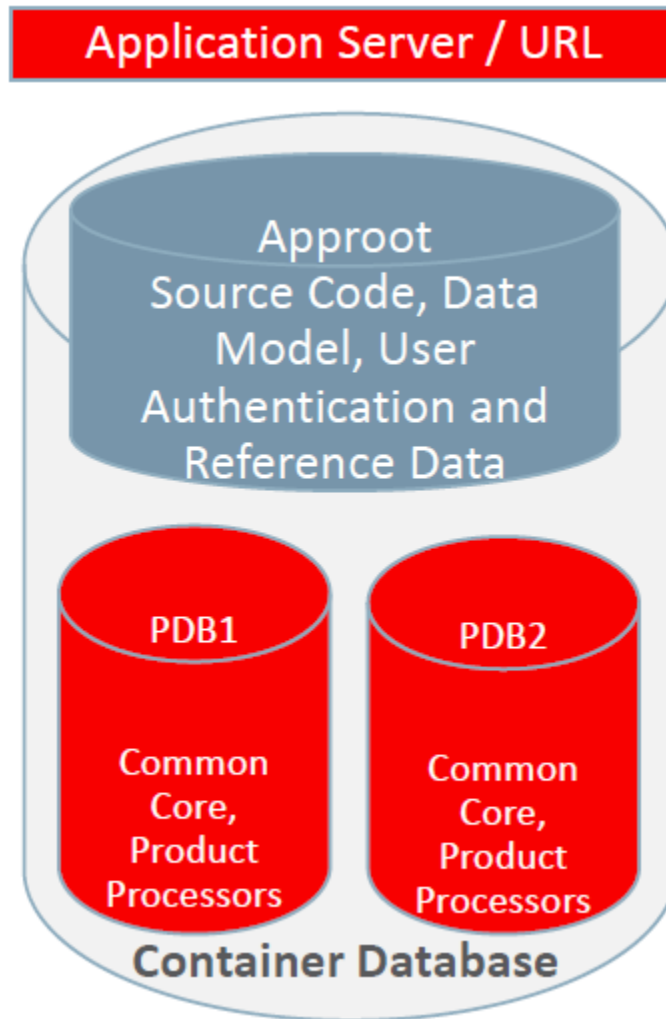 Application Server / URL
Approot
Source Code, Data
Model, User
Authentication and
Reference Data
PDB1
Common
Core,
Product
Processors
PDB2
Common
Core,
Product
Processors
Container Database